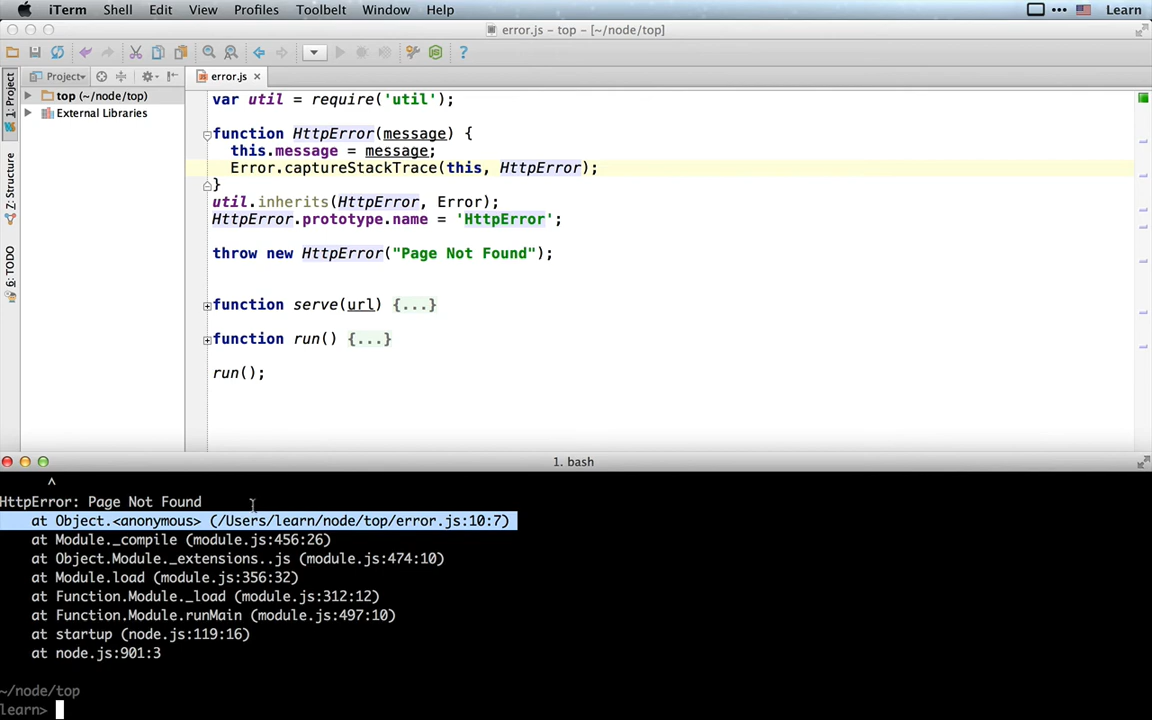 iTerm Shell Edit View Profiles Toolbelt Window Help Learn
error.js – top – [~/node/top]
Project error.js
1: Project
Z: Structure
6: TODO
top (~/node/top)
External Libraries
var util = require('util');
function HttpError(message) {
this.message = message;
Error.captureStackTrace(this, HttpError);
}
util.inherits(HttpError, Error);
HttpError.prototype.name = 'HttpError';
throw new HttpError("Page Not Found");
function serve(url) {...}
function run() {...}
run();
1. bash
^
HttpError: Page Not Found
at Object.<anonymous> (/Users/learn/node/top/error.js:10:7)
at Module._compile (module.js:456:26)
at Object.Module._extensions..js (module.js:474:10)
at Module.load (module.js:356:32)
at Function.Module._load (module.js:312:12)
at Function.Module.runMain (module.js:497:10)
at startup (node.js:119:16)
at node.js:901:3
~/node/top
learn>